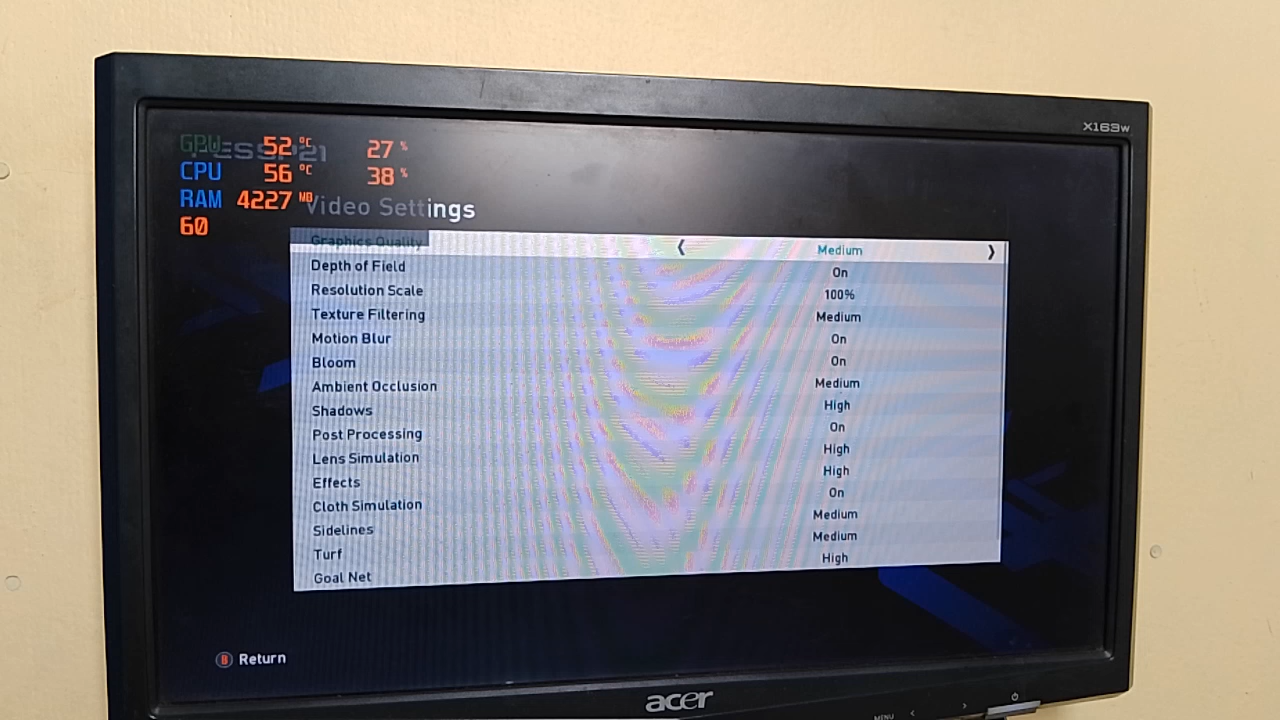 X163w
GPU 52 °C 27 %
CPU 56 °C 38 %
RAM 4227 MB
60
Video Settings
Graphics Quality Medium
Depth of Field On
Resolution Scale 100%
Texture Filtering Medium
Motion Blur On
Bloom On
Ambient Occlusion Medium
Shadows High
Post Processing On
Lens Simulation High
Effects High
Cloth Simulation On
Sidelines Medium
Turf Medium
Goal Net High
B Return
acer
MENU